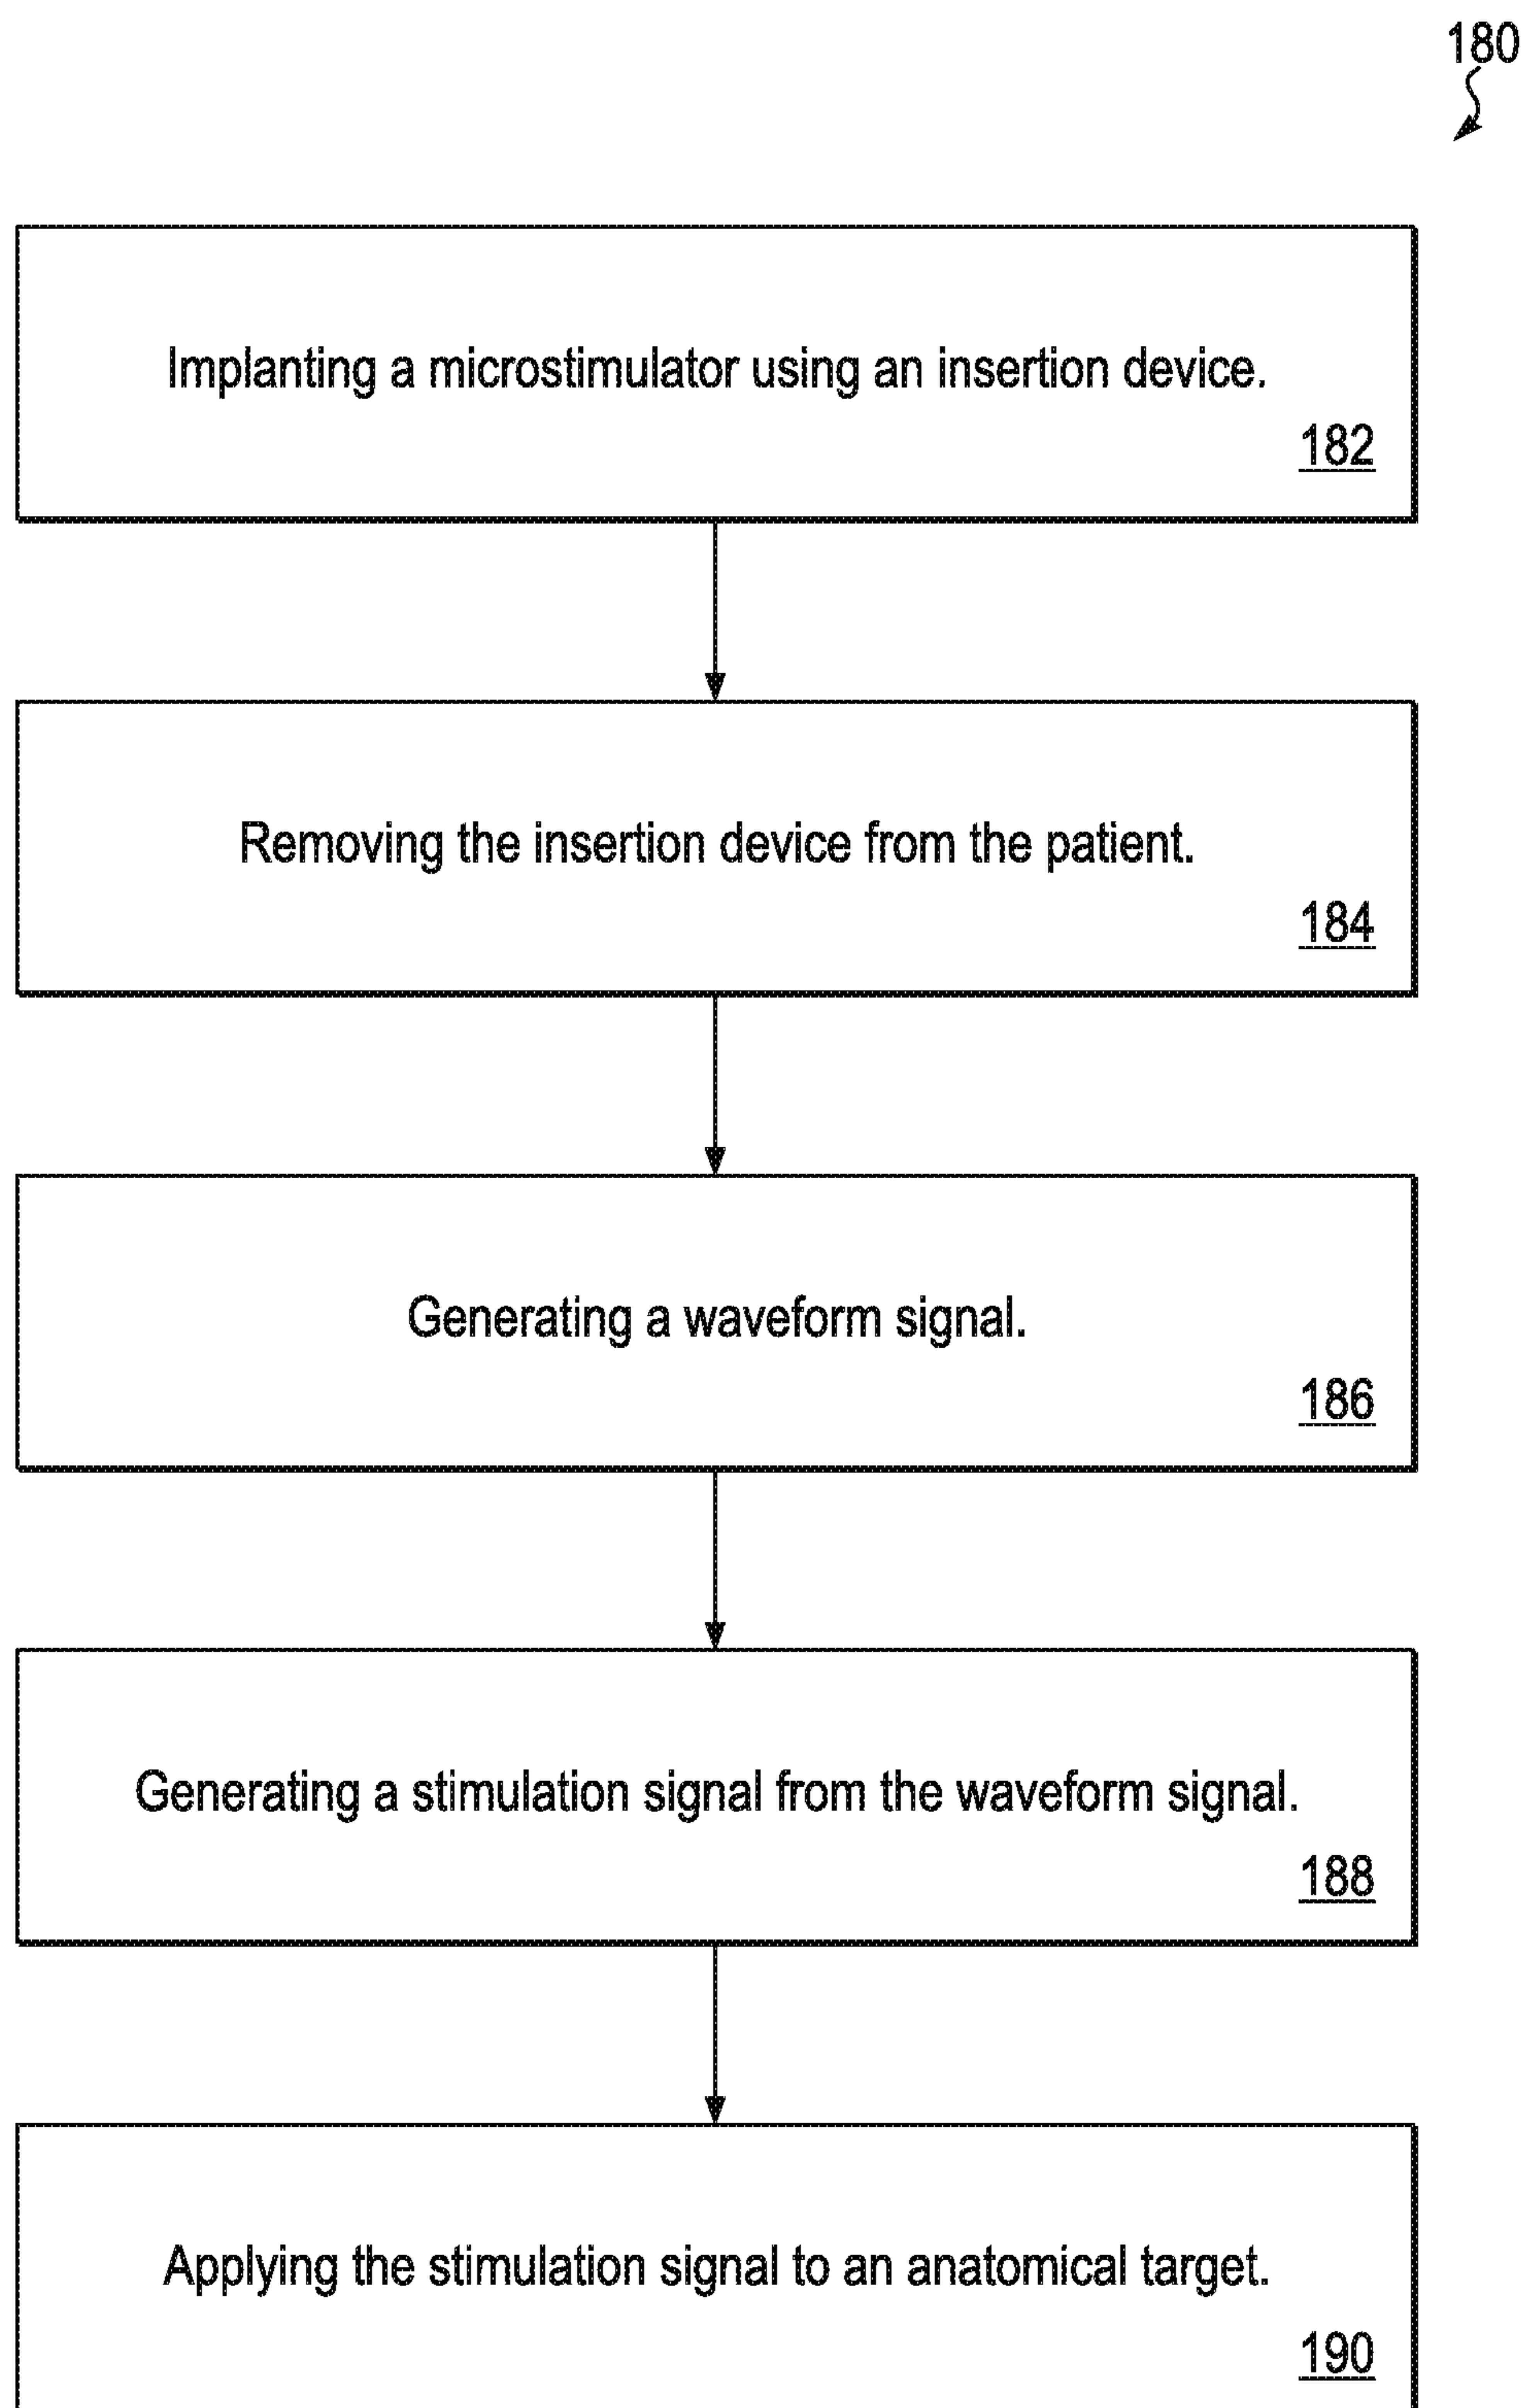 180
Implanting a microstimulator using an insertion device.
182
Removing the insertion device from the patient.
184
Generating a waveform signal.
186
Generating a stimulation signal from the waveform signal.
188
Applying the stimulation signal to an anatomical target.
190